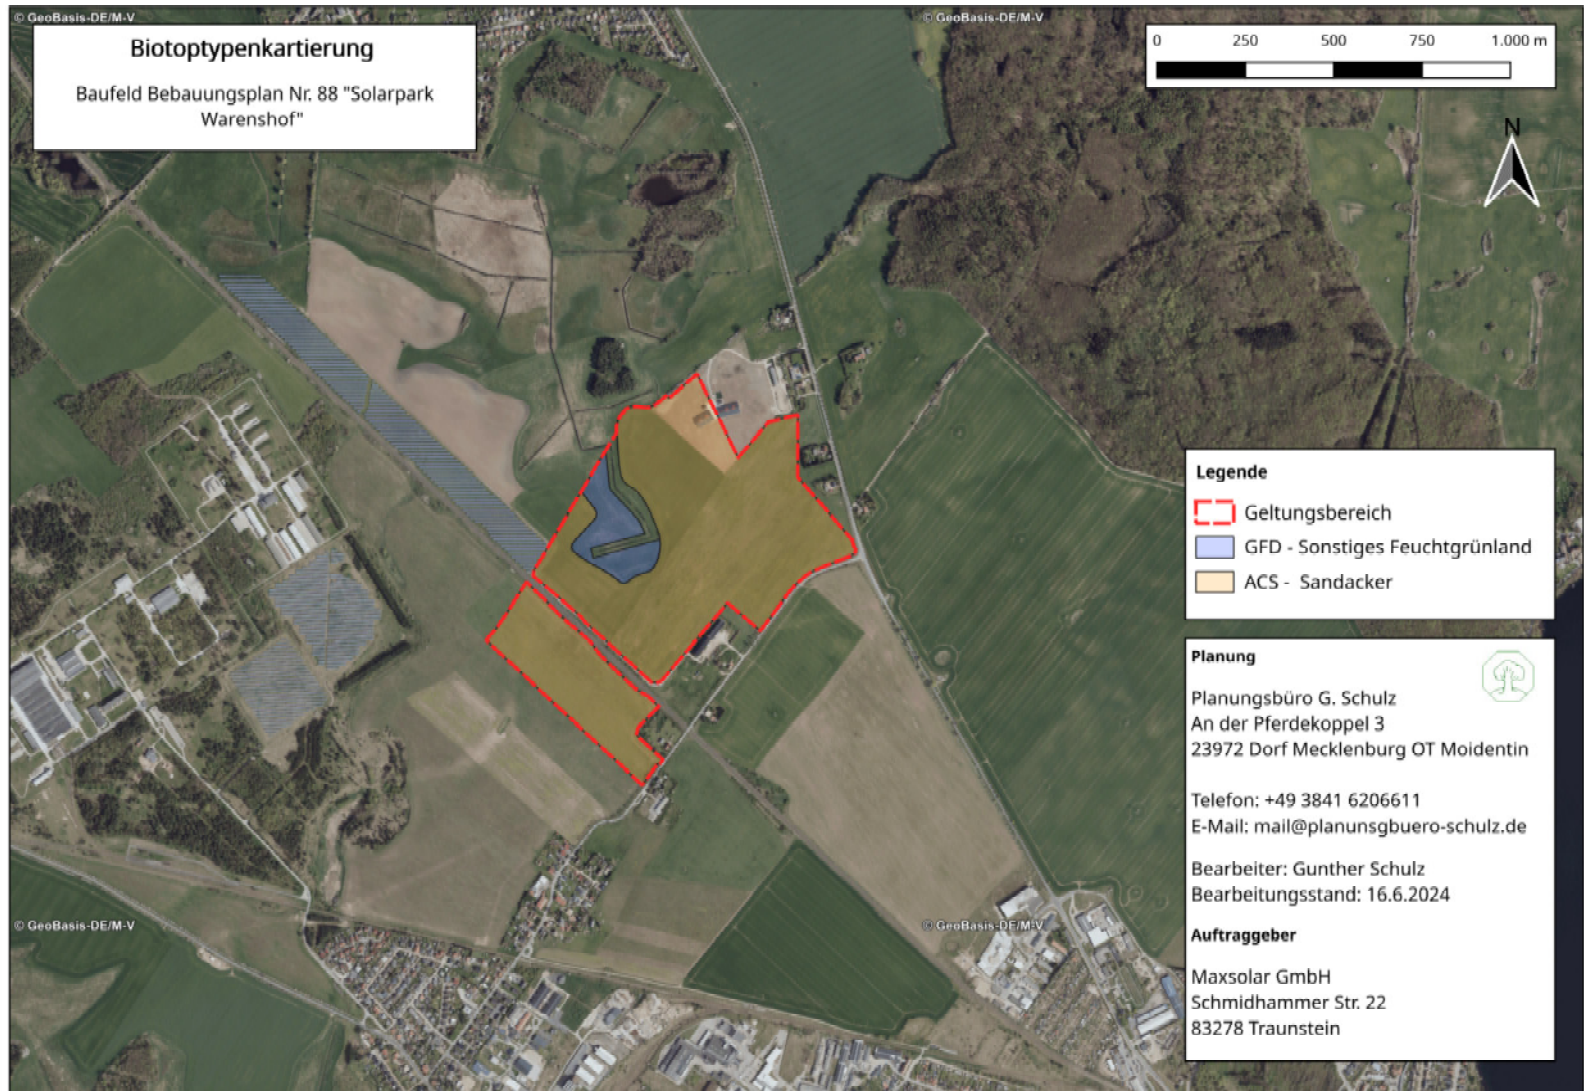 © GeoBasis-DE/M-V
© GeoBasis-DE/M-V
Biotoptypenkartierung
Baufeld Bebauungsplan Nr. 88 "Solarpark
Warenshof"
0 250 500 750 1.000 m
N
Legende
Geltungsbereich
GFD - Sonstiges Feuchtgrünland
ACS - Sandacker
Planung
Planungsbüro G. Schulz
An der Pferdekoppel 3
23972 Dorf Mecklenburg OT Moidentin
Telefon: +49 3841 6206611
E-Mail: mail@planunsgbuero-schulz.de
Bearbeiter: Gunther Schulz
Bearbeitungsstand: 16.6.2024
Auftraggeber
Maxsolar GmbH
Schmidhammer Str. 22
83278 Traunstein
© GeoBasis-DE/M-V
© GeoBasis-DE/M-V